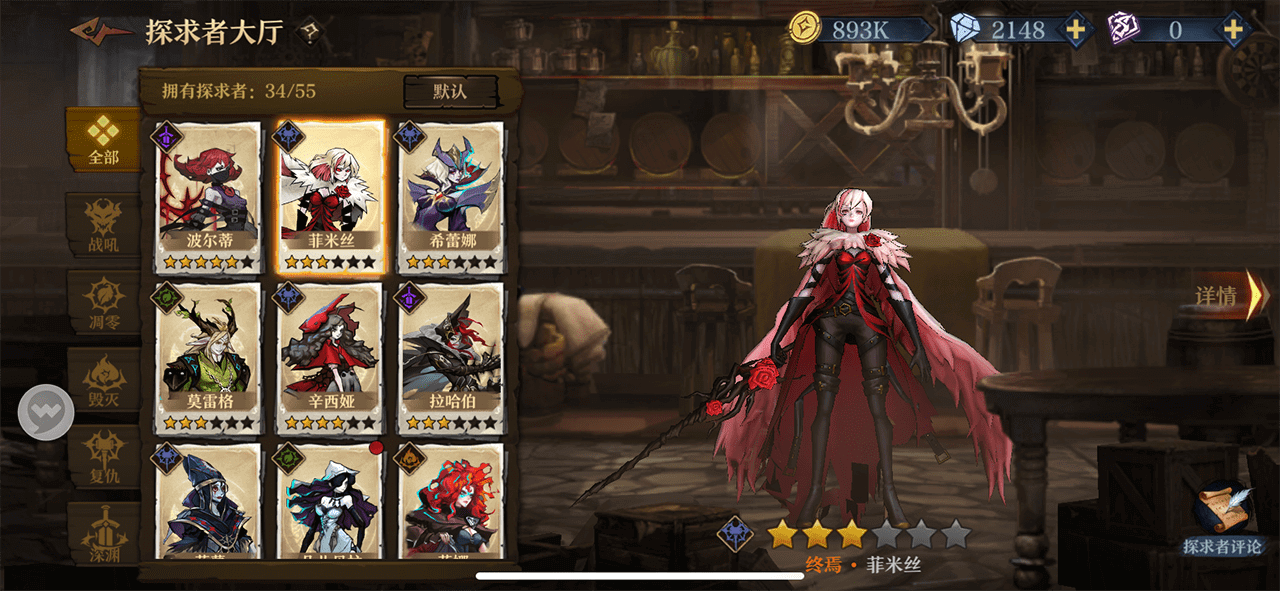 探求者大厅
893K
2148
0
拥有探求者：34/55
默认
全部
战吼
凋零
毁灭
复仇
深渊
波尔蒂
菲米丝
希蕾娜
莫雷格
辛西娅
拉哈伯
详情
终焉·菲米丝
探求者评论